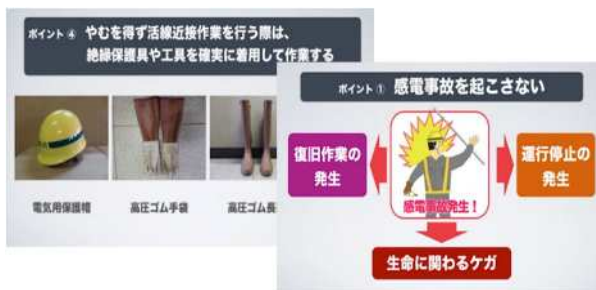 ポイント④ やむを得ず活線近接作業を行う際は、
絶縁保護具や工具を確実に着用して作業する
電気用保護帽
高圧ゴム手袋
高圧ゴム長
ポイント① 感電事故を起こさない
復旧作業の
発生
感電事故発生！
運行停止の
発生
生命に関わるケガ